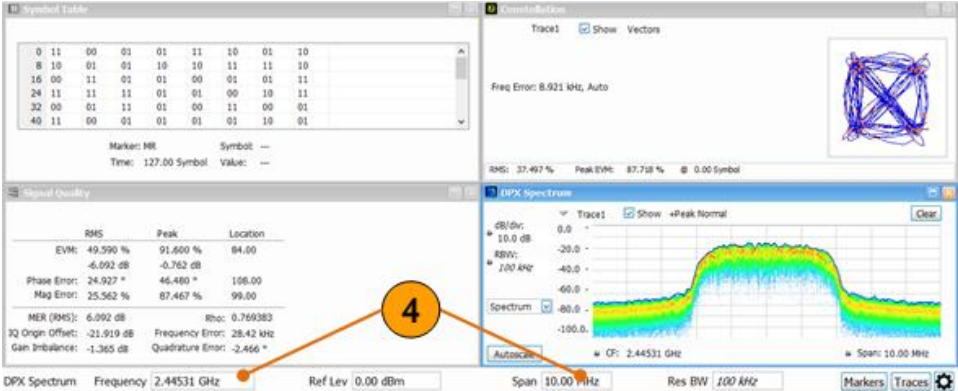 Symbol Table
0 11 00 01 01 11 10 01 10
8 10 01 01 10 10 11 11 10
16 00 11 01 01 00 01 01 11
24 11 11 11 01 01 00 10 11
32 00 01 11 01 00 11 00 01
40 11 00 01 01 01 01 10 01
Marker: MR Symbol: ---
Time: 127.00 Symbol Value: ---
Constellation
Trace1 Show Vectors
Freq Error: 8.921 kHz, Auto
RMS: 37.497 % Peak EVM: 87.718 % @ 0.00 Symbol
Signal Quality
RMS Peak Location
EVM: 49.590 % 91.600 % 84.00
-6.092 dB -0.762 dB
Phase Error: 24.927 ° 46.480 ° 108.00
Mag Error: 25.562 % 87.467 % 99.00
MER (RMS): 6.092 dB Rho: 0.769383
IQ Origin Offset: -21.919 dB Frequency Error: 28.42 kHz
Gain Imbalance: -1.365 dB Quadrature Error: -2.466 °
DPX Spectrum
Trace1 Show +Peak Normal Clear
dB/div:
10.0 dB
RBW:
100 kHz
0.0
-20.0
-40.0
-60.0
-80.0
-100.0
Spectrum
Autoscale CF: 2.44531 GHz Span: 10.00 MHz
4
DPX Spectrum Frequency 2.44531 GHz Ref Lev 0.00 dBm Span 10.00 MHz Res BW 100 kHz Markers Traces